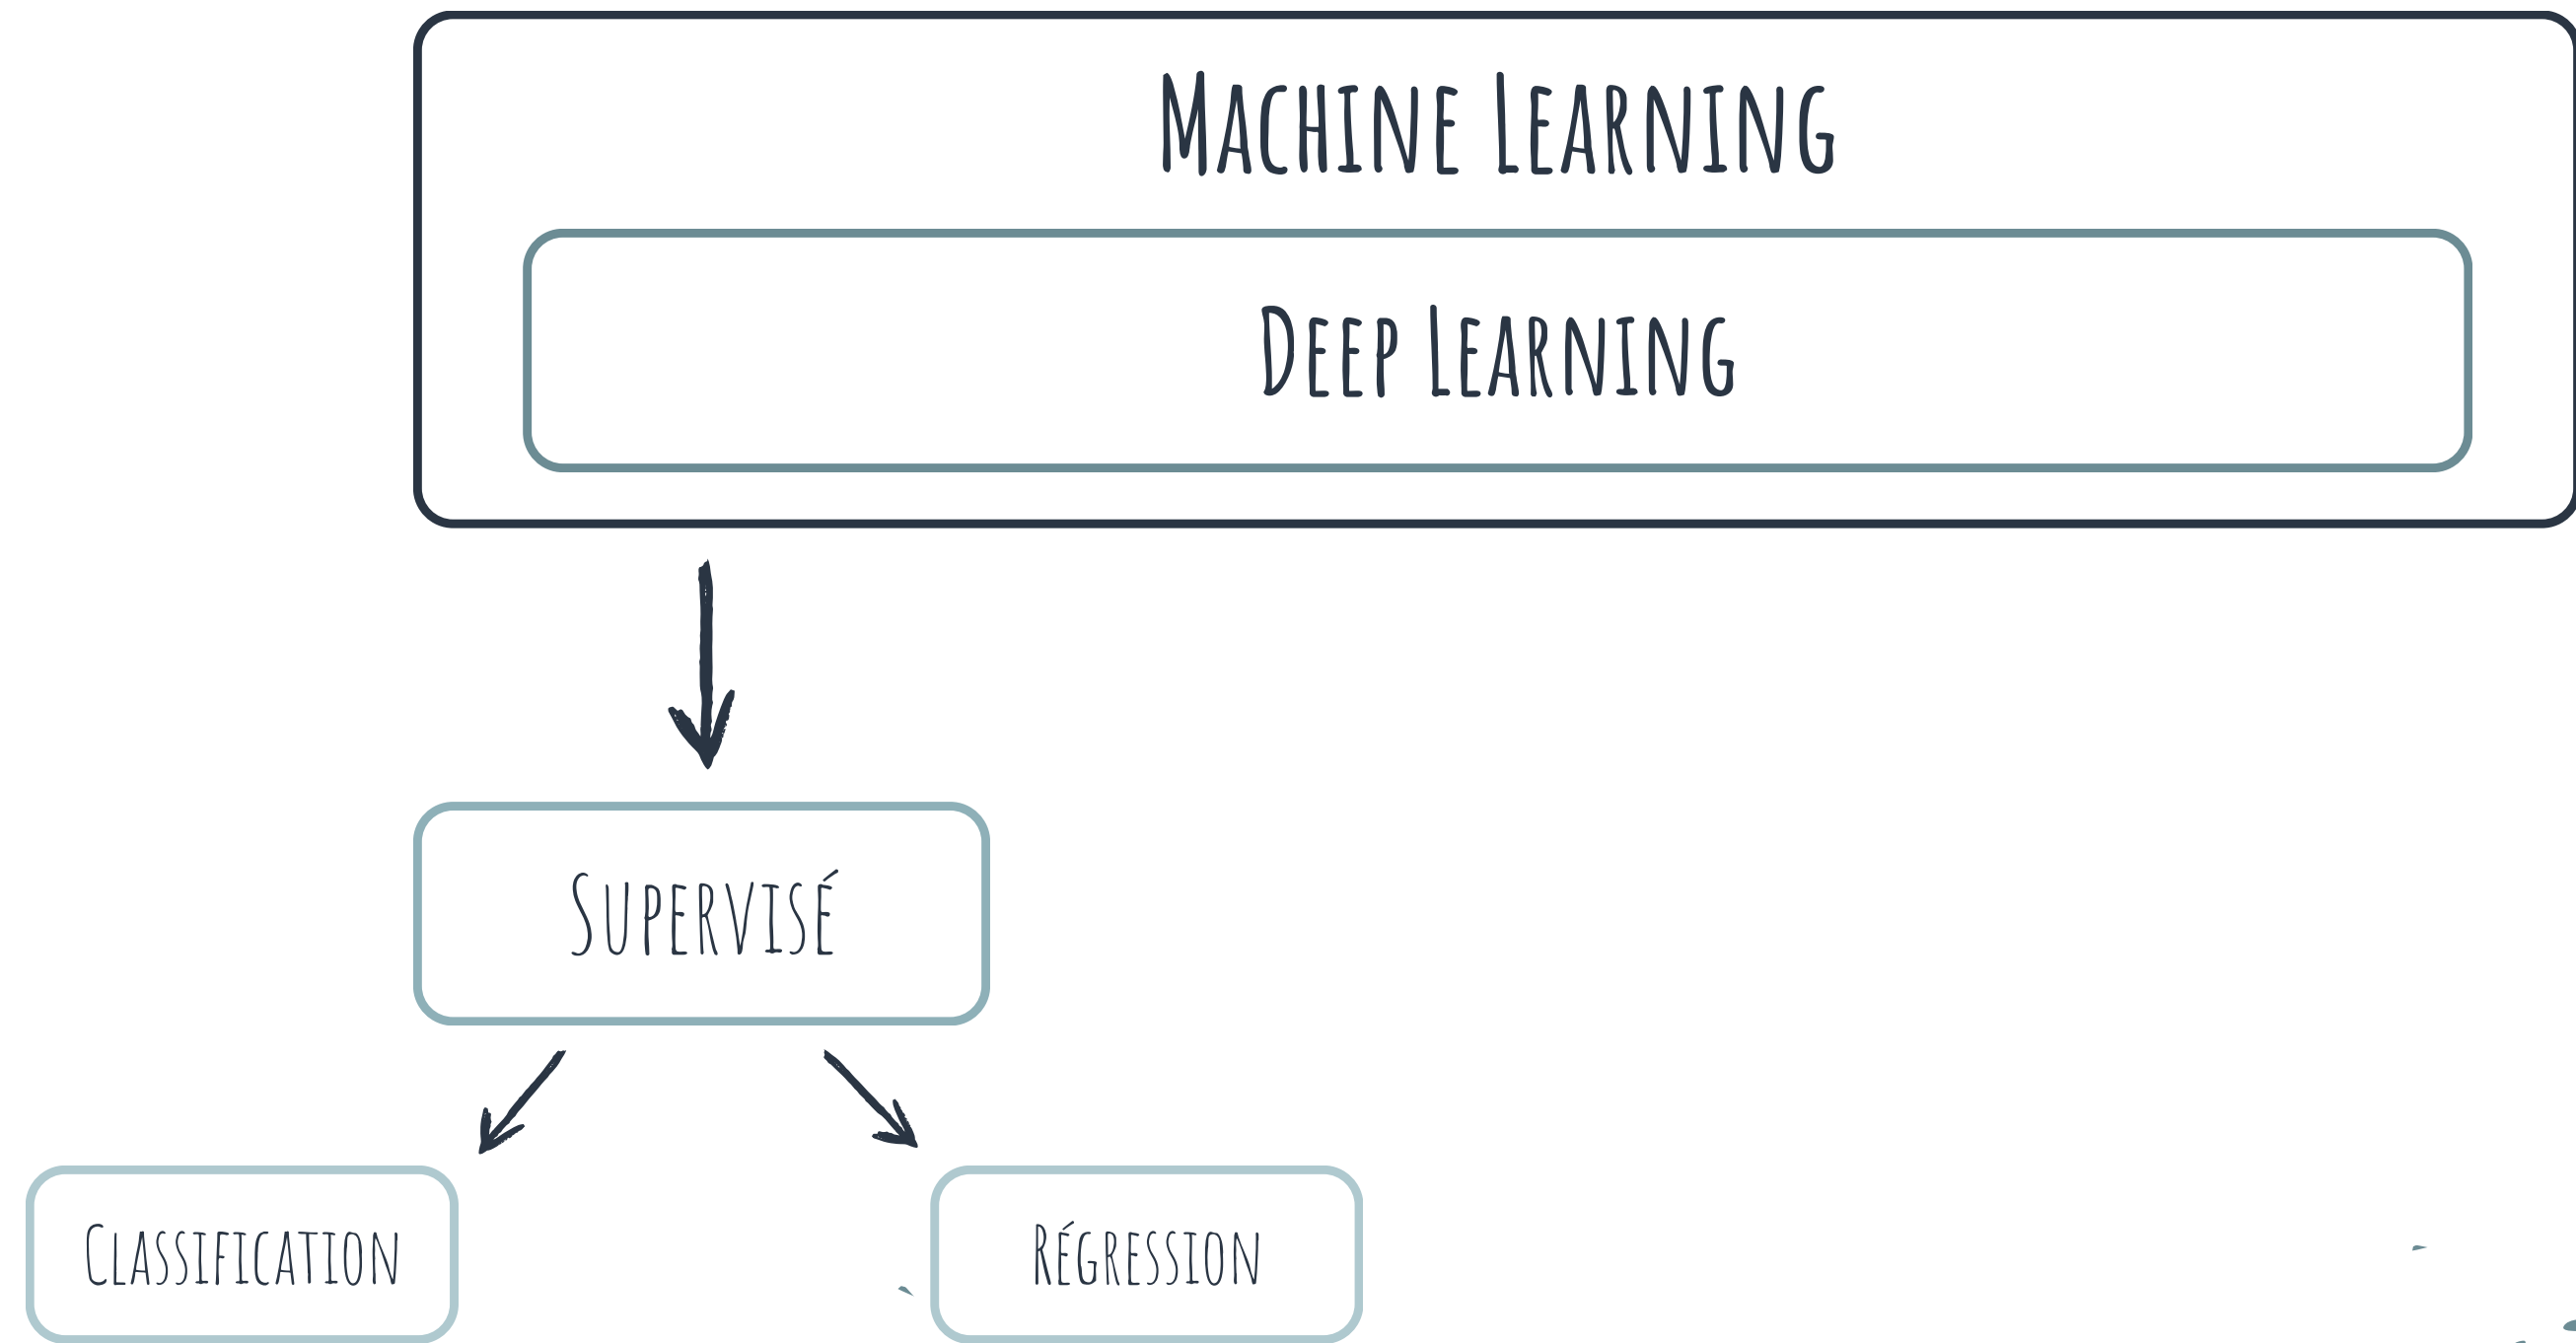 Machine Learning
Deep Learning
Supervisé
Classification
Régression